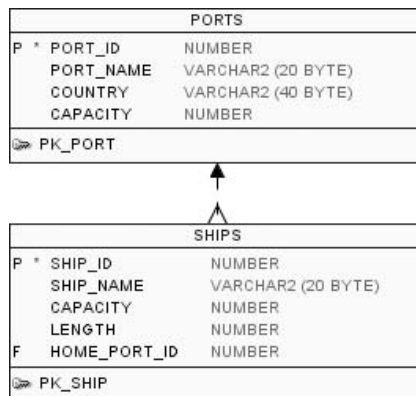 PORTS
P * PORT_ID NUMBER
PORT_NAME VARCHAR2 (20 BYTE)
COUNTRY VARCHAR2 (40 BYTE)
CAPACITY NUMBER
PK_PORT
SHIPS
P * SHIP_ID NUMBER
SHIP_NAME VARCHAR2 (20 BYTE)
CAPACITY NUMBER
LENGTH NUMBER
F HOME_PORT_ID NUMBER
PK_SHIP